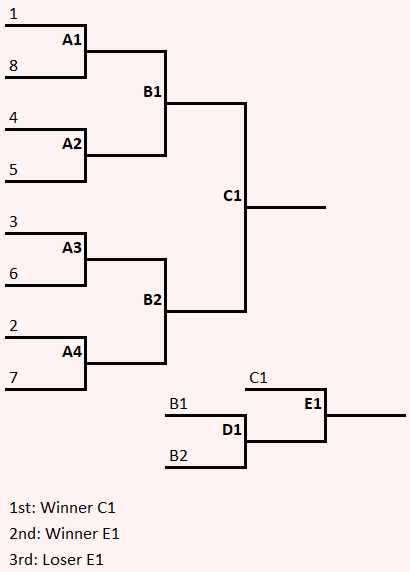 1
A1
8
B1
4
A2
5
C1
3
A3
6
B2
2
A4
7
C1
B1
E1
D1
B2
1st: Winner C1
2nd: Winner E1
3rd: Loser E1